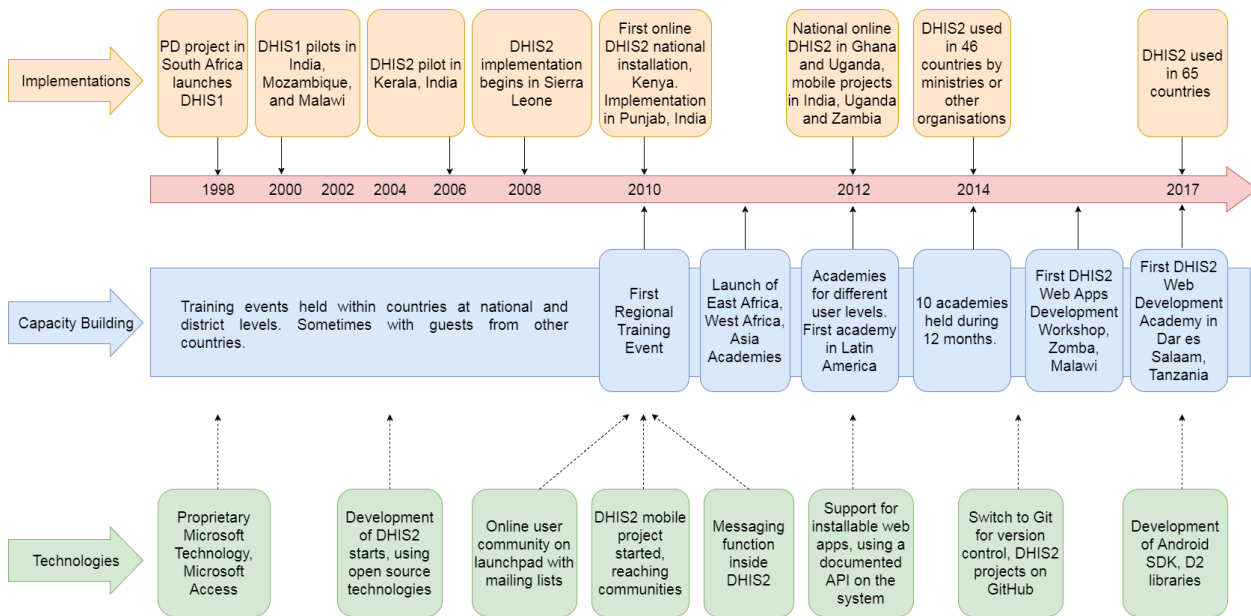 Implementations
PD project in
South Africa
launches
DHIS1
DHIS1 pilots in
India,
Mozambique,
and Malawi
DHIS2 pilot in
Kerala, India
DHIS2
implementation
begins in Sierra
Leone
First online
DHIS2 national
installation,
Kenya.
Implementation
in Punjab, India
National online
DHIS2 in Ghana
and Uganda,
mobile projects
in India, Uganda
and Zambia
DHIS2 used
in 46
countries by
ministries or
other
organisations
DHIS2 used
in 65
countries
1998 2000 2002 2004 2006 2008 2010 2012 2014 2017
Capacity Building
Training events held within countries at national and
district levels. Sometimes with guests from other
countries.
First
Regional
Training
Event
Launch of
East Africa,
West Africa,
Asia
Academies
Academies
for different
user levels.
First academy
in Latin
America
10 academies
held during
12 months.
First DHIS2
Web Apps
Development
Workshop,
Zomba,
Malawi
First DHIS2
Web
Development
Academy in
Dar es
Salaam,
Tanzania
Technologies
Proprietary
Microsoft
Technology,
Microsoft
Access
Development
of DHIS2
starts, using
open source
technologies
Online user
community on
launchpad with
mailing lists
DHIS2 mobile
project
started,
reaching
communities
Messaging
function
inside
DHIS2
Support for
installable web
apps, using a
documented
API on the
system
Switch to Git
for version
control, DHIS2
projects on
GitHub
Development
of Android
SDK, D2
libraries